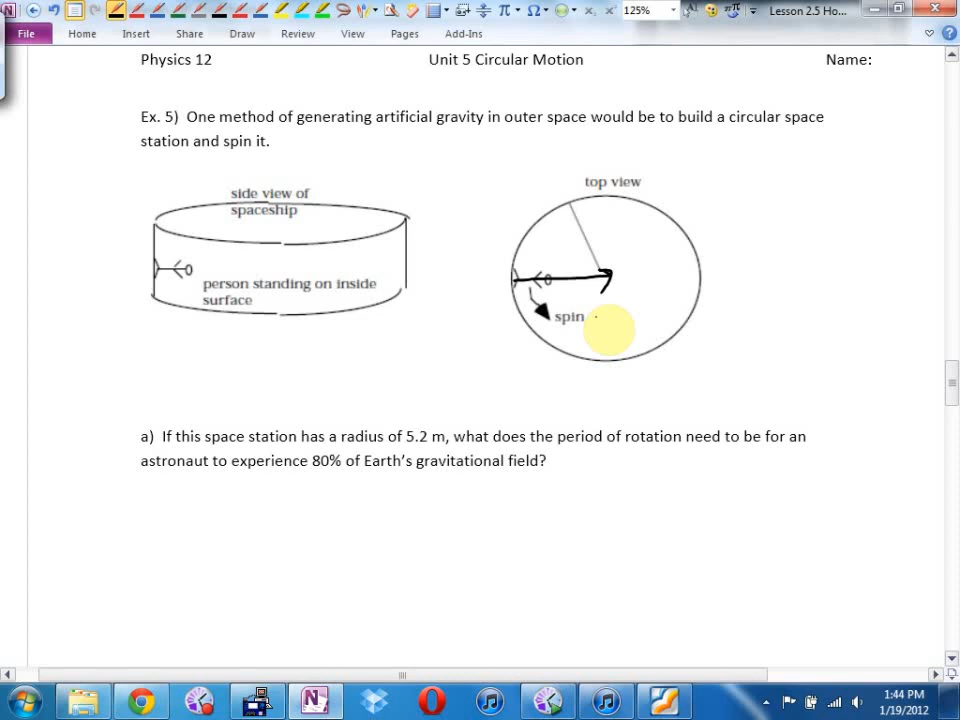 125%
Lesson 2.5 Ho...
File Home Insert Share Draw Review View Pages Add-Ins
Physics 12 Unit 5 Circular Motion Name:
Ex. 5) One method of generating artificial gravity in outer space would be to build a circular space
station and spin it.
side view of
spaceship
person standing on inside
surface
top view
spin
a) If this space station has a radius of 5.2 m, what does the period of rotation need to be for an
astronaut to experience 80% of Earth's gravitational field?
1:44 PM
1/19/2012